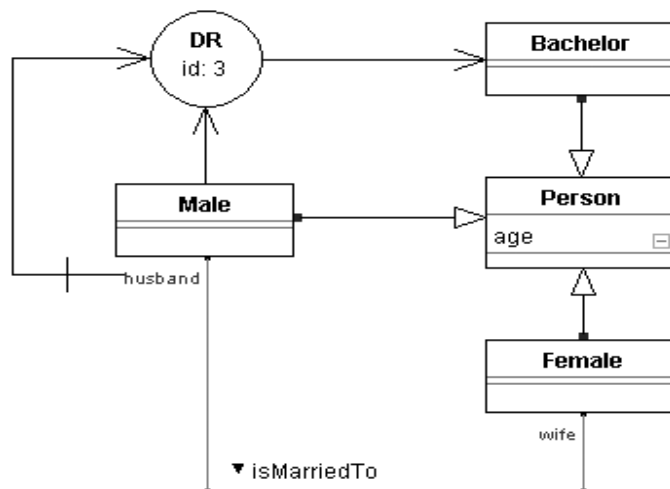 DR
id: 3
Bachelor
Male
Person
age
husband
Female
wife
isMarriedTo